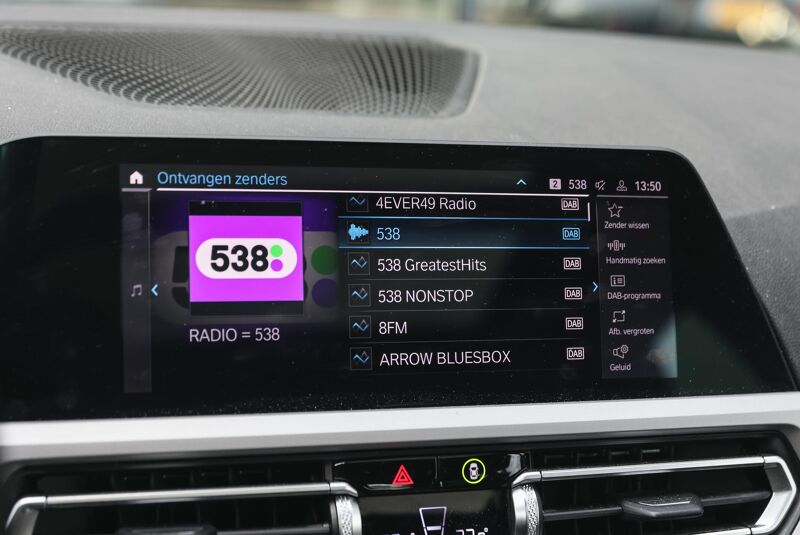 Ontvangen zenders
2 538 13:50
538
RADIO = 538
4EVER49 Radio DAB
538 DAB
538 GreatestHits DAB
538 NONSTOP DAB
8FM DAB
ARROW BLUESBOX DAB
Zender wissen
Handmatig zoeken
DAB-programma
Afb. vergroten
Geluid